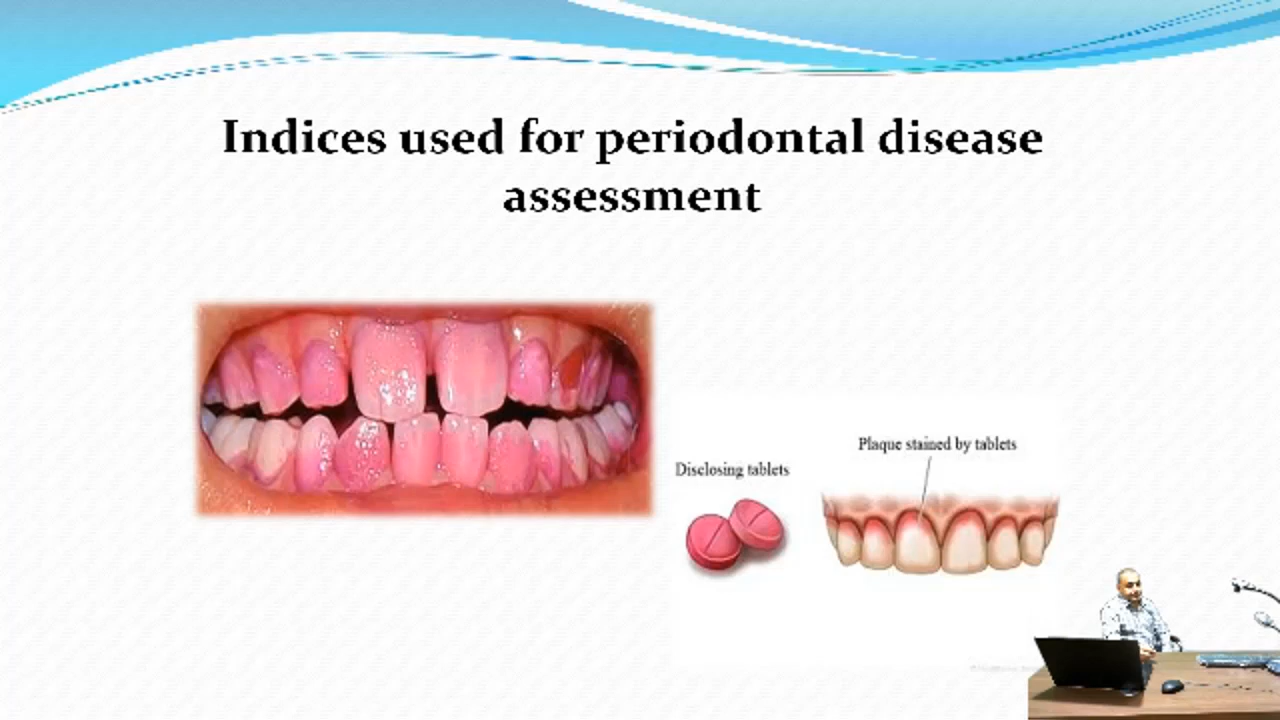 Indices used for periodontal disease
assessment
Plaque stained by tablets
Disclosing tablets